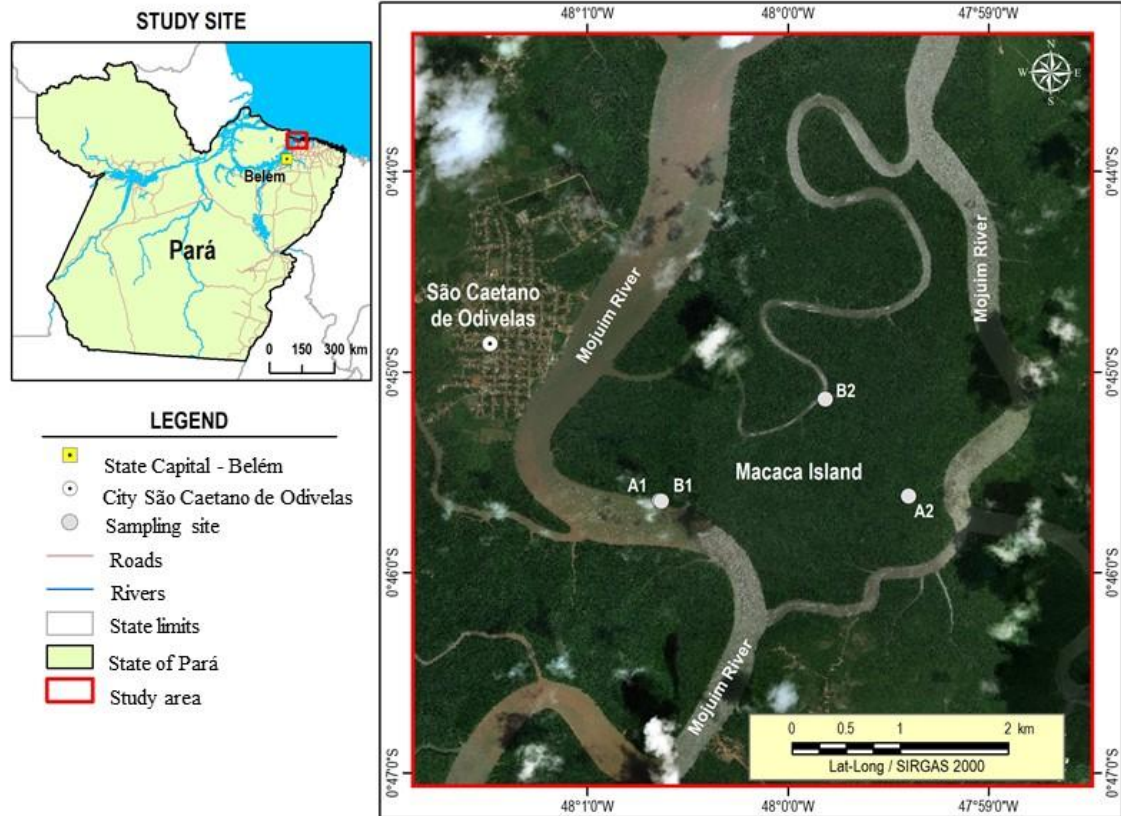 STUDY SITE
Belém
Pará
0 150 300 km
LEGEND
State Capital - Belém
City São Caetano de Odivelas
Sampling site
Roads
Rivers
State limits
State of Pará
Study area
48°1'0"W 48°0'0"W 47°59'0"W
N
W E
S
0°44'0"S 0°44'0"S
Mojuim River
Mojuim River
São Caetano
de Odivelas
0°45'0"S 0°45'0"S
B2
Macaca Island
A1 B1
A2
0°46'0"S 0°46'0"S
Mojuim River
0 0.5 1 2 km
Lat-Long / SIRGAS 2000
0°47'0"S 0°47'0"S
48°1'0"W 48°0'0"W 47°59'0"W